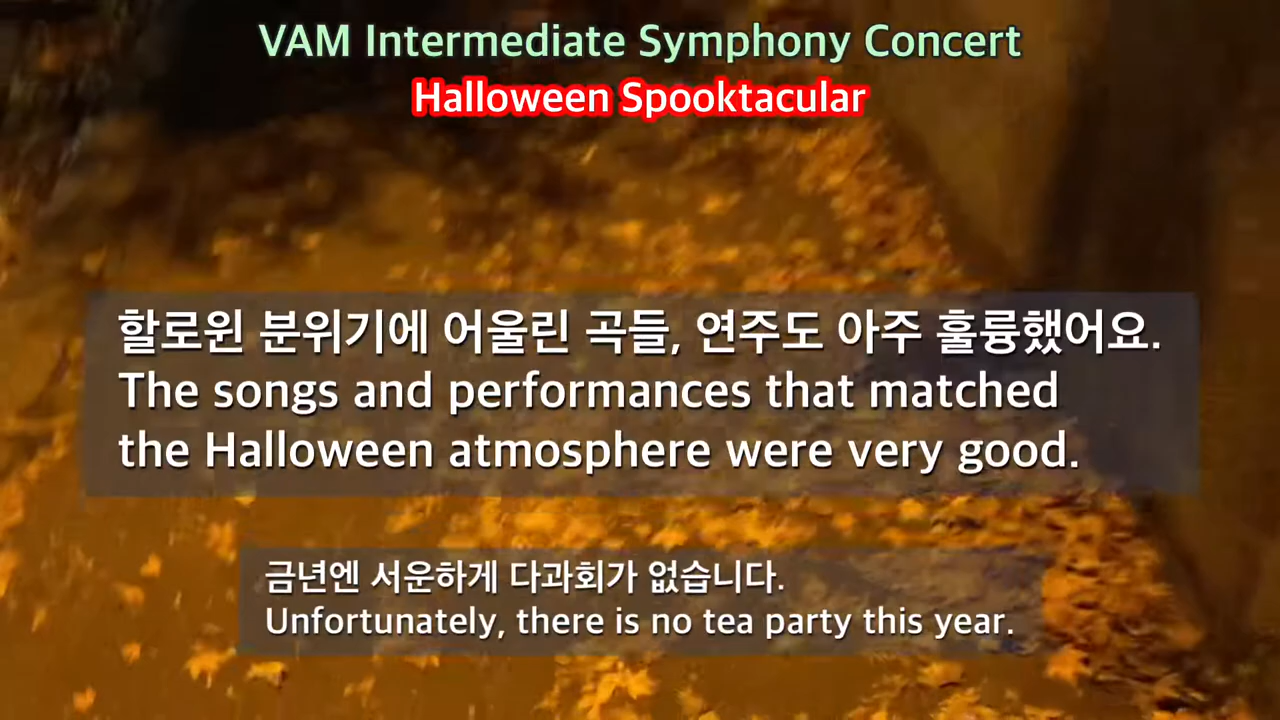 VAM Intermediate Symphony Concert
Halloween Spooktacular
할로윈 분위기에 어울린 곡들, 연주도 아주 훌륭했어요.
The songs and performances that matched
the Halloween atmosphere were very good.
금년엔 서운하게 다과회가 없습니다.
Unfortunately, there is no tea party this year.